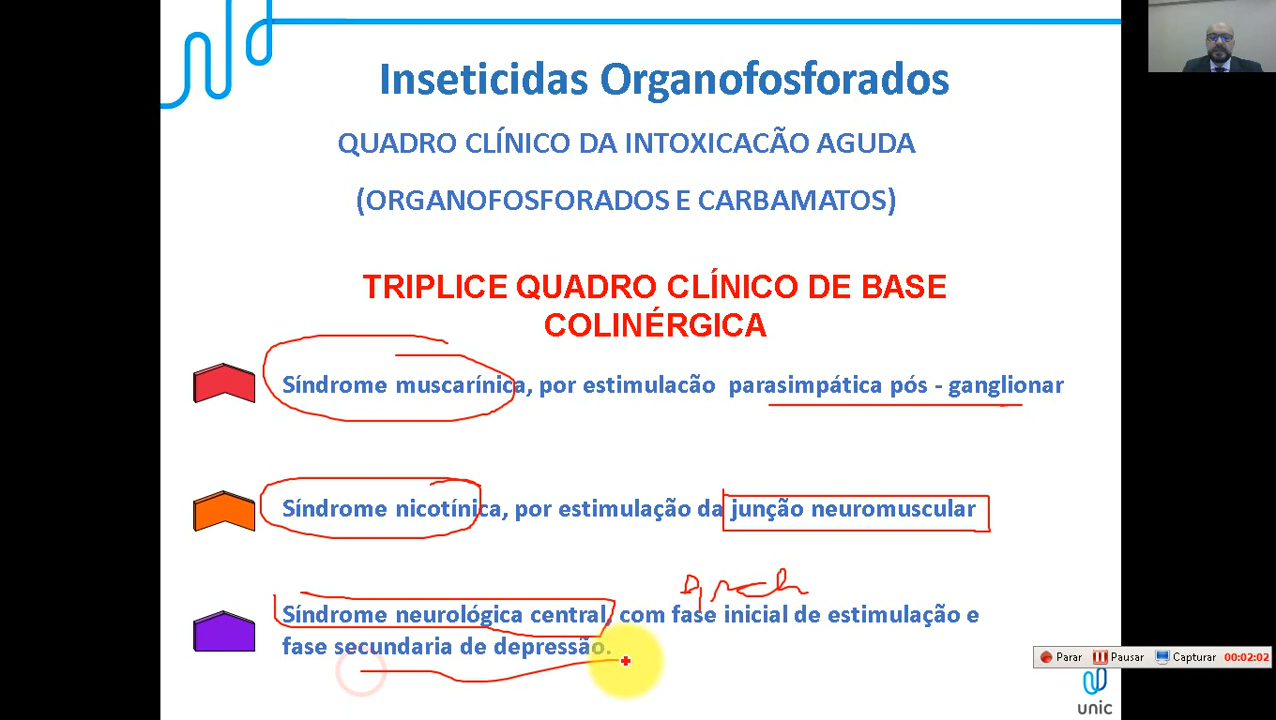 Inseticidas Organofosforados
QUADRO CLÍNICO DA INTOXICACÃO AGUDA
(ORGANOFOSFORADOS E CARBAMATOS)
TRIPLICE QUADRO CLÍNICO DE BASE
COLINÉRGICA
Síndrome muscarínica, por estimulacão parasimpática pós - ganglionar
Síndrome nicotínica, por estimulação da junção neuromuscular
Síndrome neurológica central, com fase inicial de estimulação e
fase secundaria de depressão.
Parar Pausar Capturar 00:02:02
unic